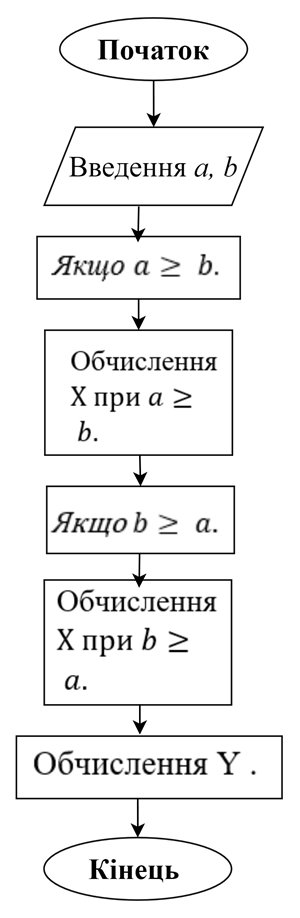 Початок
Введення a, b
Якщо a ≥ b.
Обчислення
X при a ≥
b.
Якщо b ≥ a.
Обчислення
X при b ≥
a.
Обчислення Y .
Кінець